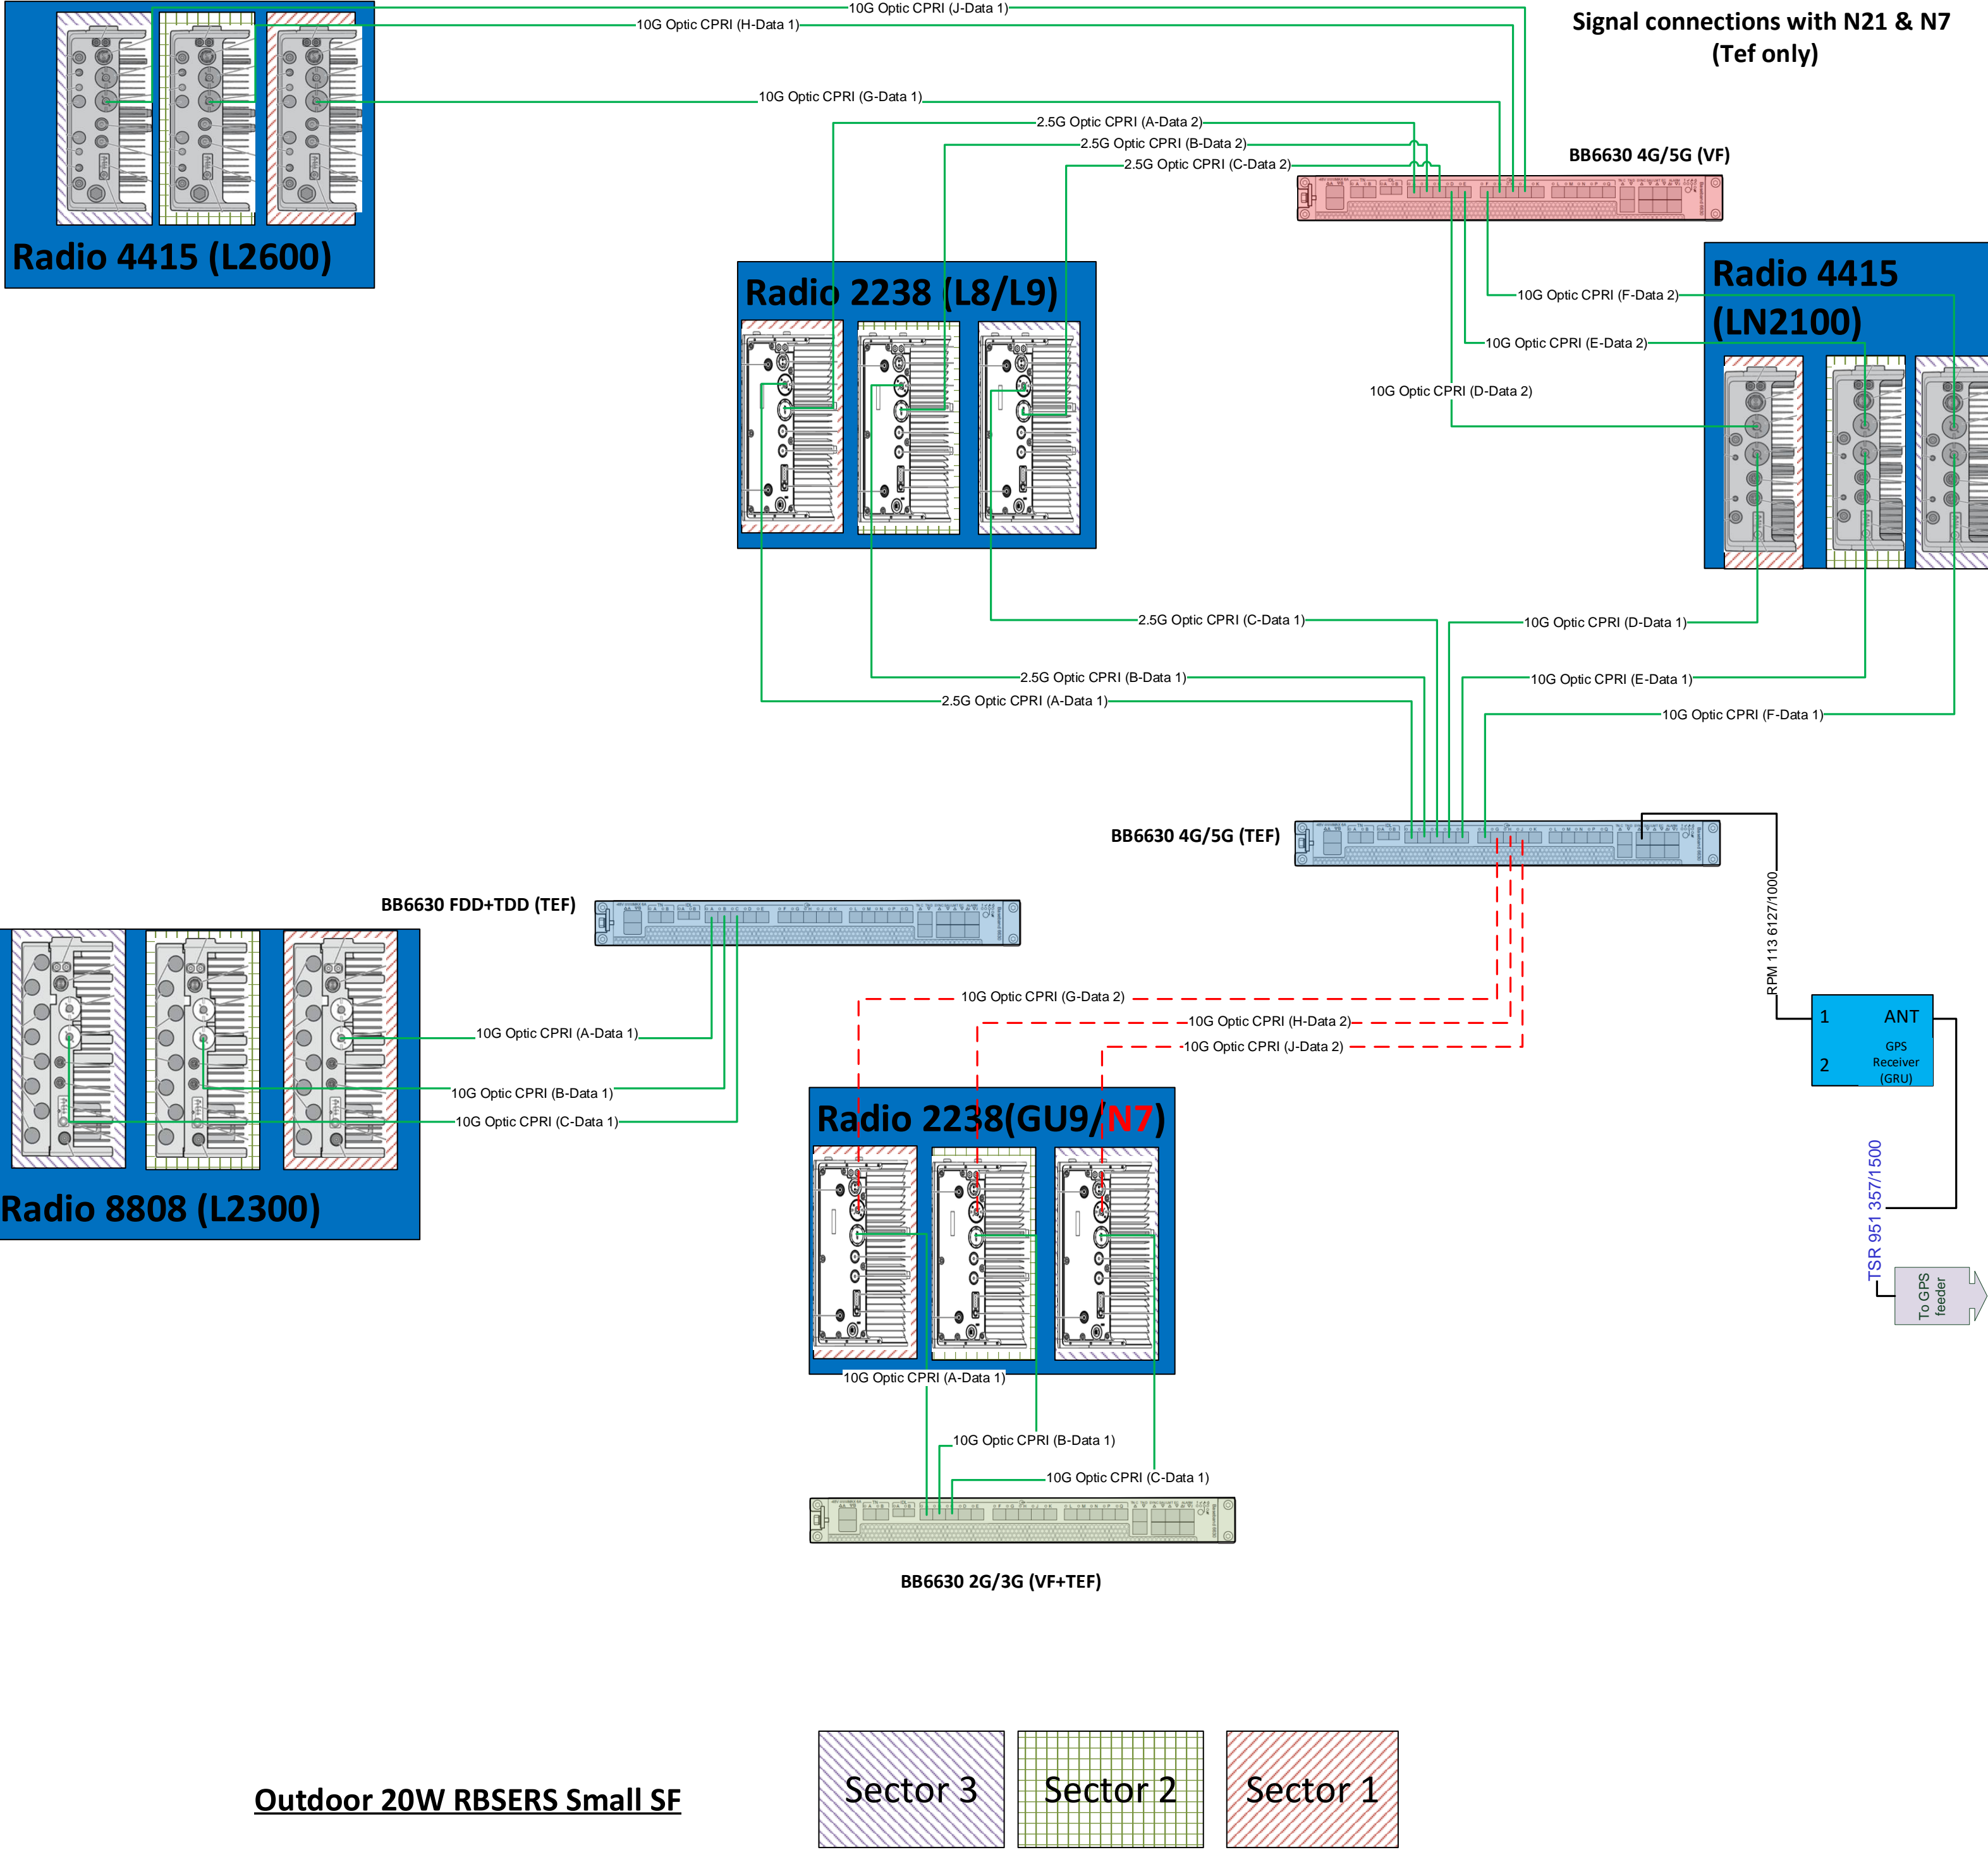 10G Optic CPRI (J-Data 1)
10G Optic CPRI (H-Data 1)
Signal connections with N21 & N7
(Tef only)
10G Optic CPRI (G-Data 1)
2.5G Optic CPRI (A-Data 2)
2.5G Optic CPRI (B-Data 2)
2.5G Optic CPRI (C-Data 2)
BB6630 4G/5G (VF)
Radio 4415 (L2600)
Radio 2238 (L8/L9)
Radio 4415
(LN2100)
10G Optic CPRI (F-Data 2)
10G Optic CPRI (E-Data 2)
10G Optic CPRI (D-Data 2)
2.5G Optic CPRI (C-Data 1)
10G Optic CPRI (D-Data 1)
2.5G Optic CPRI (B-Data 1)
10G Optic CPRI (E-Data 1)
2.5G Optic CPRI (A-Data 1)
10G Optic CPRI (F-Data 1)
BB6630 4G/5G (TEF)
BB6630 FDD+TDD (TEF)
RPM 113 6127/1000
10G Optic CPRI (G-Data 2)
10G Optic CPRI (H-Data 2)
10G Optic CPRI (J-Data 2)
1
ANT
GPS
Receiver
(GRU)
2
10G Optic CPRI (A-Data 1)
10G Optic CPRI (B-Data 1)
10G Optic CPRI (C-Data 1)
Radio 2238(GU9/N7)
Radio 8808 (L2300)
TSR 951 357/1500
To GPS
feeder
10G Optic CPRI (A-Data 1)
10G Optic CPRI (B-Data 1)
10G Optic CPRI (C-Data 1)
BB6630 2G/3G (VF+TEF)
Outdoor 20W RBSERS Small SF
Sector 3
Sector 2
Sector 1